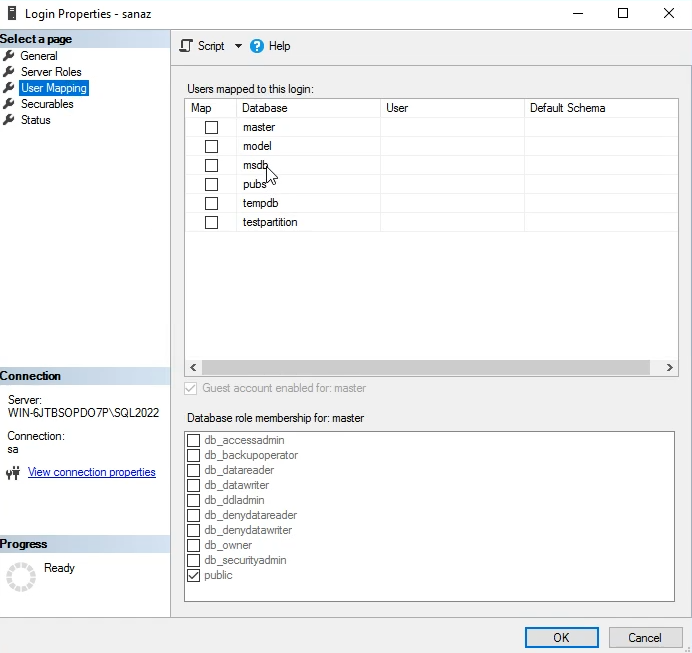 Login Properties - sanaz
Select a page
General
Server Roles
User Mapping
Securables
Status
Connection
Server:
WIN-6JTBSOPDO7P\SQL2022
Connection:
sa
View connection properties
Progress
Ready
Script Help
Users mapped to this login:
Map Database User Default Schema
master
model
msdb
pubs
tempdb
testpartition
Guest account enabled for: master
Database role membership for: master
db_accessadmin
db_backupoperator
db_datareader
db_datawriter
db_ddladmin
db_denydatareader
db_denydatawriter
db_owner
db_securityadmin
public
OK Cancel